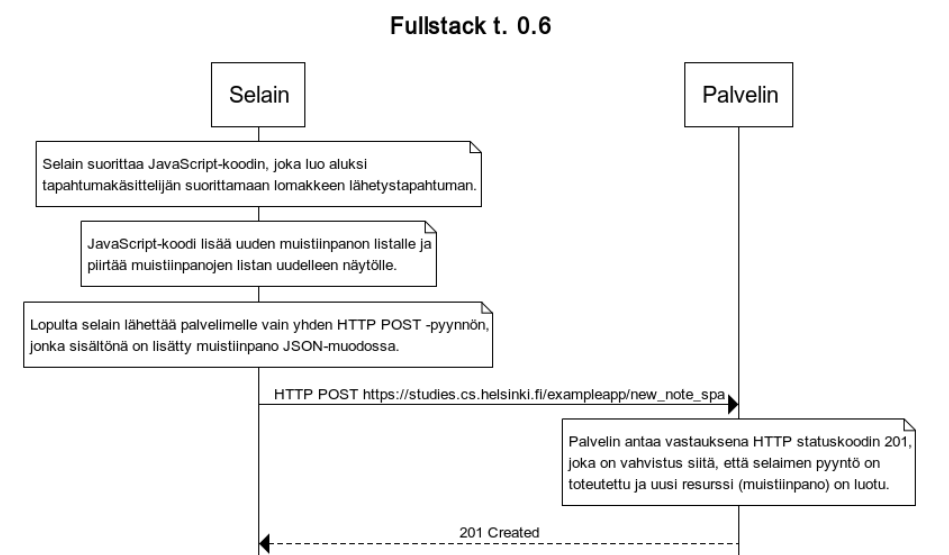 Fullstack t. 0.6
Selain
Palvelin
Selain suorittaa JavaScript-koodin, joka luo aluksi
tapahtumakäsittelijän suorittamaan lomakkeen lähetystapahtuman.
JavaScript-koodi lisää uuden muistiinpanon listalle ja
piirtää muistiinpanojen listan uudelleen näytölle.
Lopulta selain lähettää palvelimelle vain yhden HTTP POST -pyynnön,
jonka sisältönä on lisätty muistiinpano JSON-muodossa.
HTTP POST https://studies.cs.helsinki.fi/exampleapp/new_note_spa
Palvelin antaa vastauksena HTTP statuskoodin 201,
joka on vahvistus siitä, että selaimen pyyntö on
toteutettu ja uusi resurssi (muistiinpano) on luotu.
201 Created